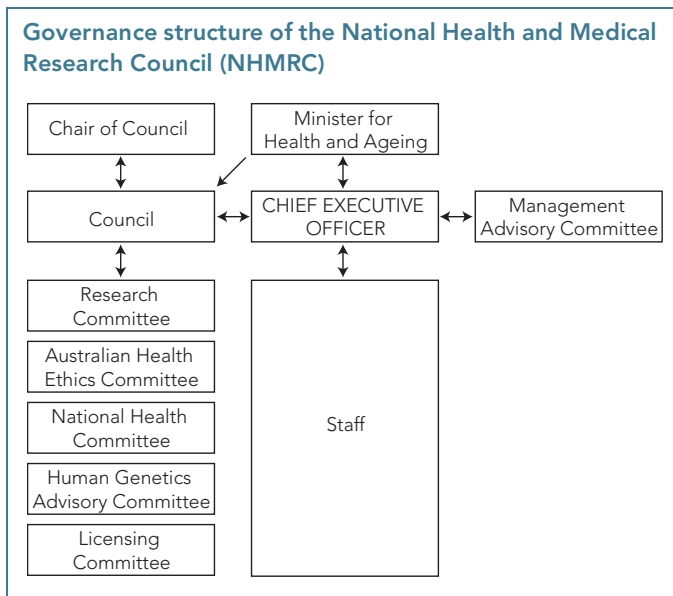 Governance structure of the National Health and Medical
Research Council (NHMRC)
Chair of Council
Minister for
Health and Ageing
Council
CHIEF EXECUTIVE
OFFICER
Management
Advisory Committee
Research
Committee
Australian Health
Ethics Committee
National Health
Committee
Human Genetics
Advisory Committee
Licensing
Committee
Staff